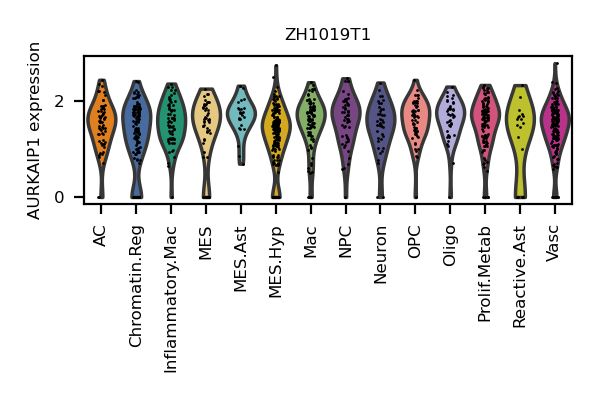 ZH1019T1
AURKAIP1 expression
2
0
AC
Chromatin.Reg
Inflammatory.Mac
MES
MES.Ast
MES.Hyp
Mac
NPC
Neuron
OPC
Oligo
Prolif.Metab
Reactive.Ast
Vasc